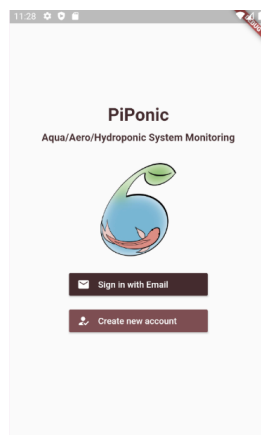 11:28
PiPonic
Aqua/Aero/Hydroponic System Monitoring
Sign in with Email
Create new account